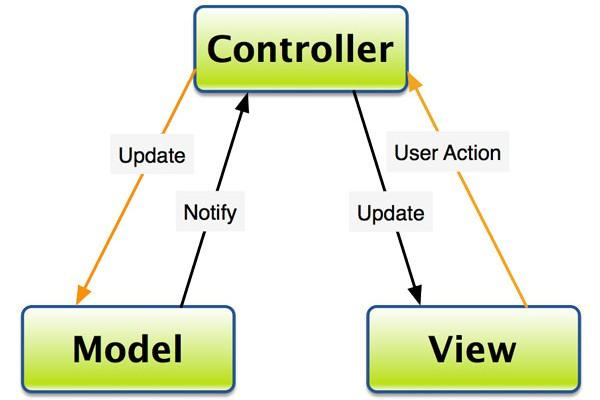 Controller
Update
User Action
Notify
Update
Model
View